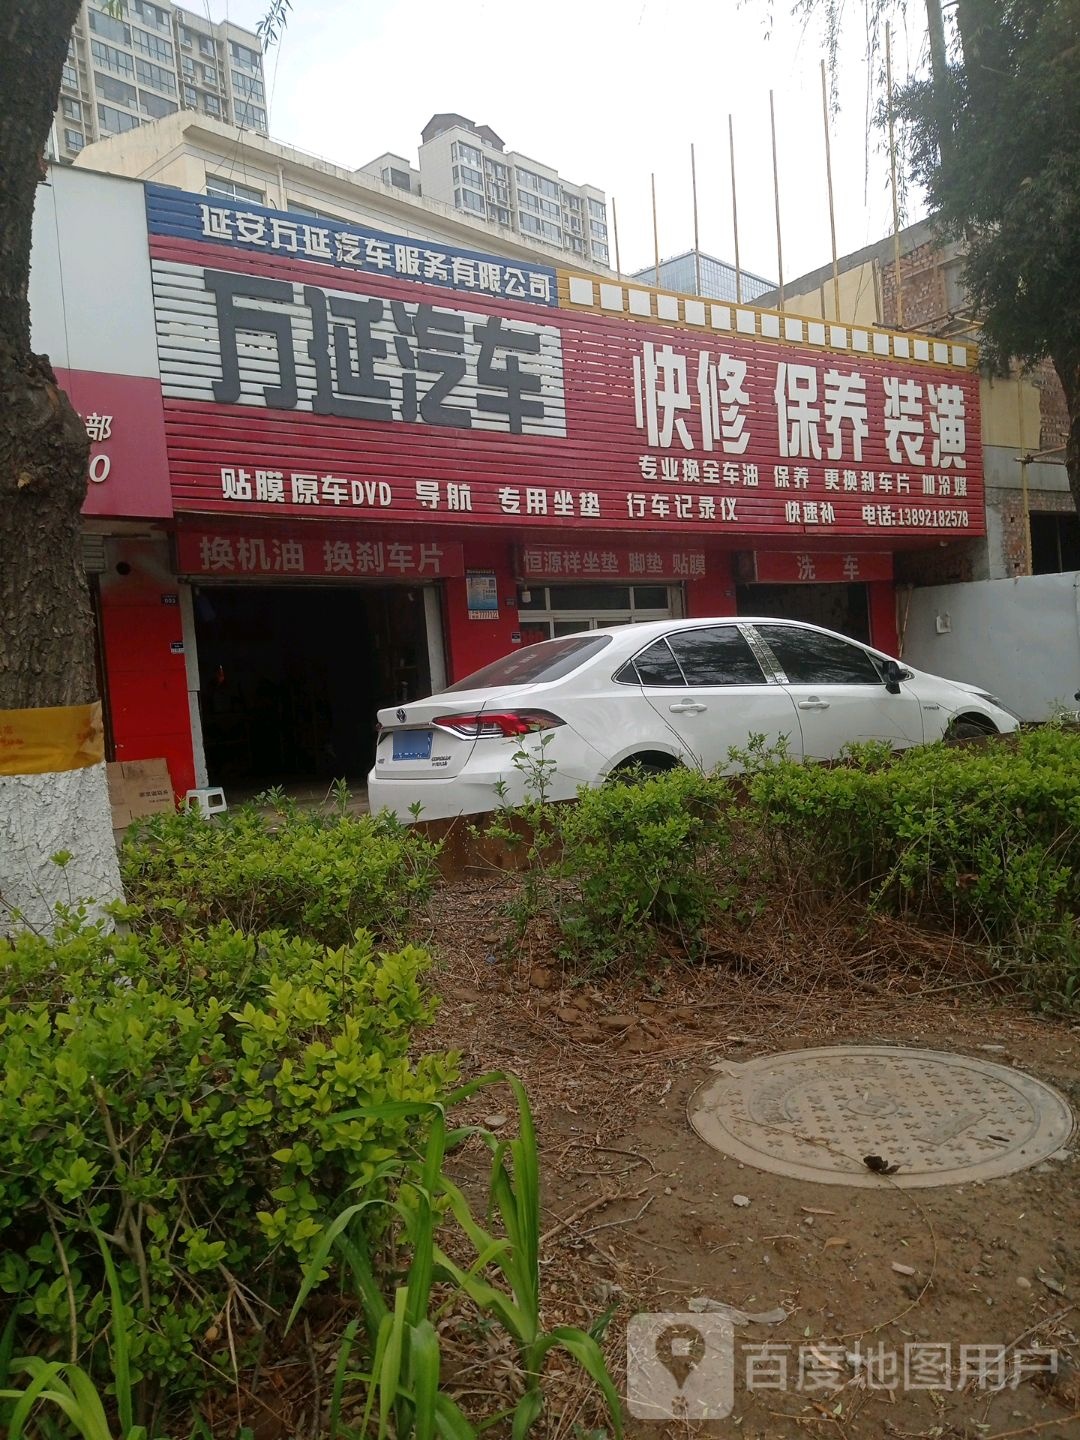 延安万延汽车服务有限公司
万延汽车
快修 保养 装潢
专业换全车油 保养 更换刹车片 加冷媒
贴膜原车DVD 导航 专用坐垫 行车记录仪 快速补 电话:13892182578
部
0
换机油 换刹车片
恒源祥坐垫 脚垫 贴膜
洗车
百度地图用户